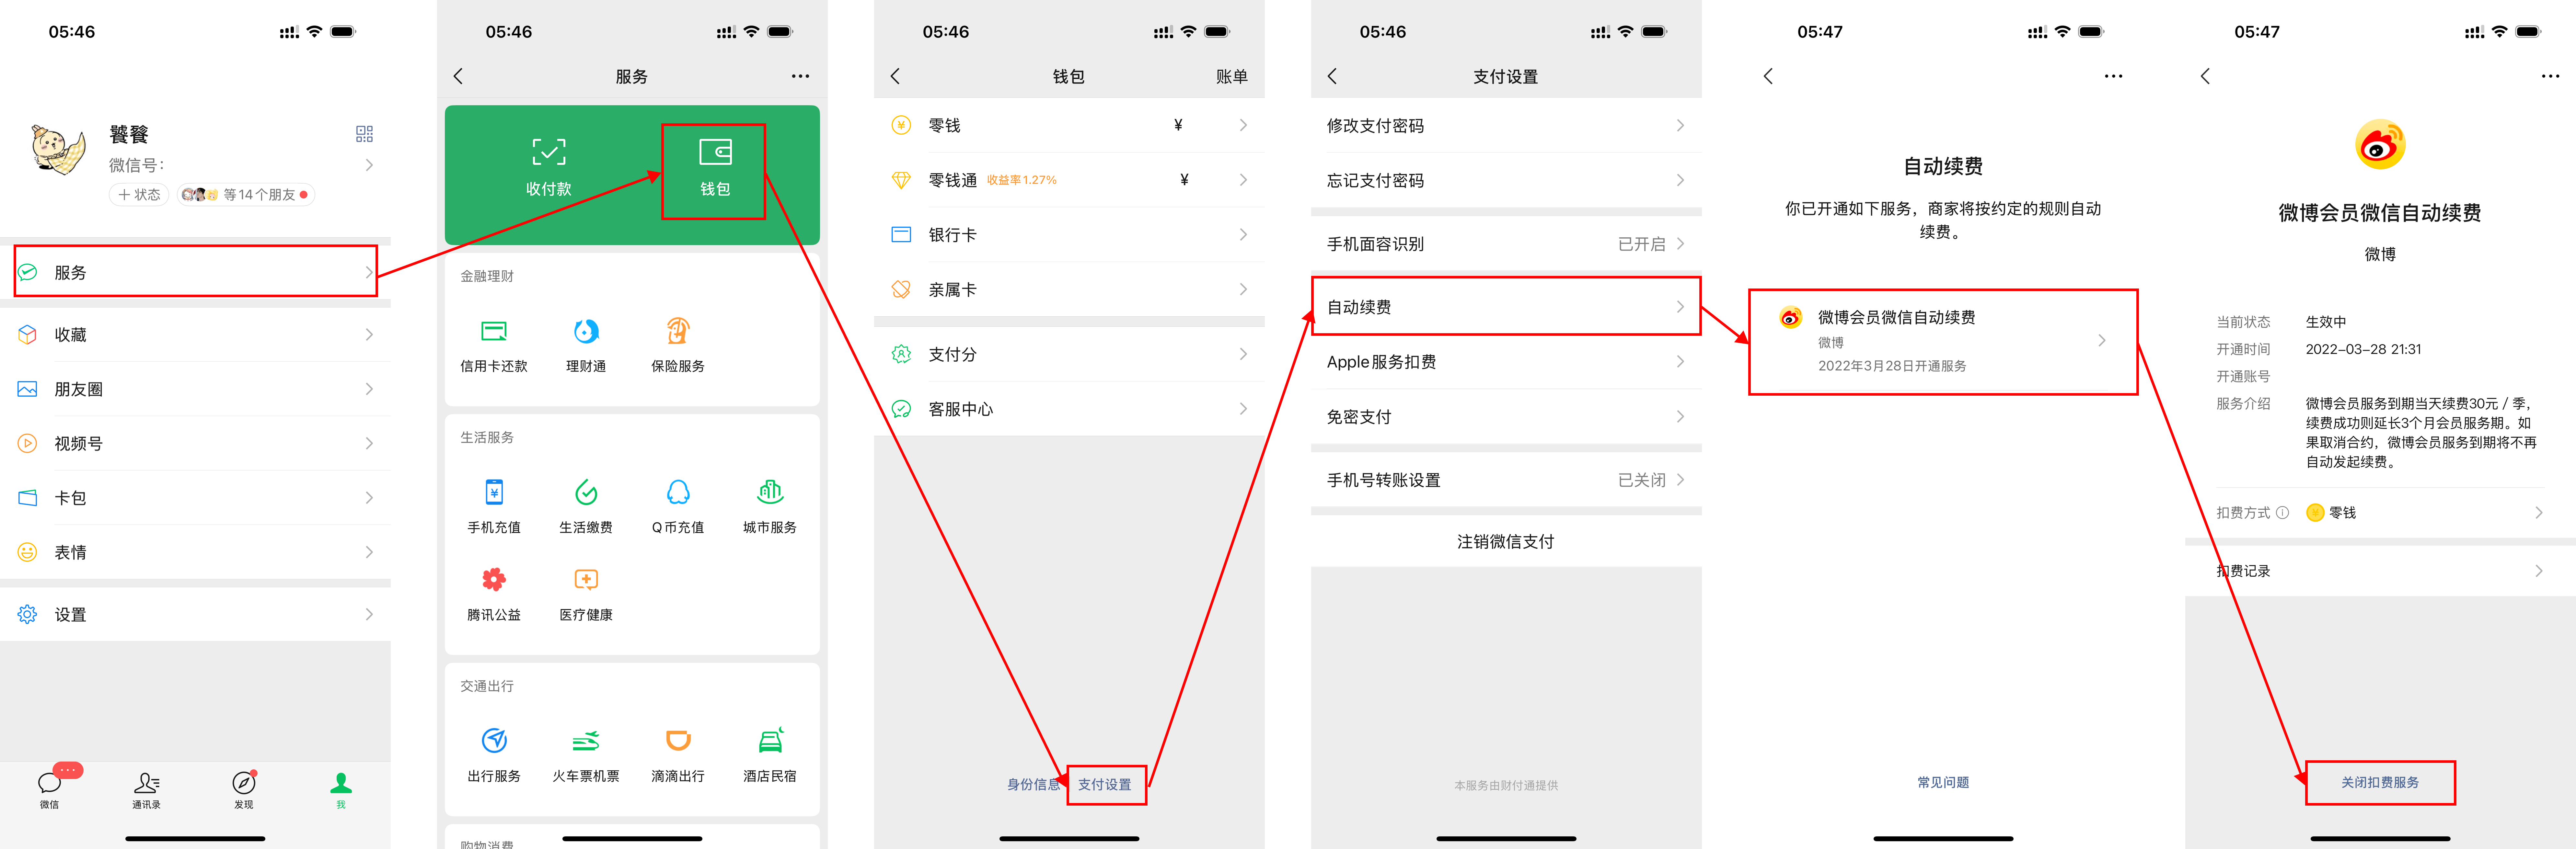 05:46
饕餮
微信号:
+ 状态
等14个朋友
服务
收藏
朋友圈
视频号
卡包
表情
设置
微信
通讯录
发现
我
05:46
服务
收付款
钱包
金融理财
信用卡还款
理财通
保险服务
生活服务
手机充值
生活缴费
Q币充值
城市服务
腾讯公益
医疗健康
交通出行
出行服务
火车票机票
滴滴出行
酒店民宿
购物消费
05:46
钱包
账单
零钱
¥
零钱通 收益率1.27%
¥
银行卡
亲属卡
支付分
客服中心
身份信息
支付设置
05:46
支付设置
修改支付密码
忘记支付密码
手机面容识别
已开启
自动续费
Apple服务扣费
免密支付
手机号转账设置
已关闭
注销微信支付
本服务由财付通提供
05:47
自动续费
你已开通如下服务，商家将按约定的规则自动
续费。
微博会员微信自动续费
微博
2022年3月28日开通服务
常见问题
05:47
微博会员微信自动续费
微博
当前状态 生效中
开通时间 2022-03-28 21:31
开通账号
服务介绍 微博会员服务到期当天续费30元 / 季，
续费成功则延长3个月会员服务期。如
果取消合约，微博会员服务到期将不再
自动发起续费。
扣费方式 零钱
扣费记录
关闭扣费服务